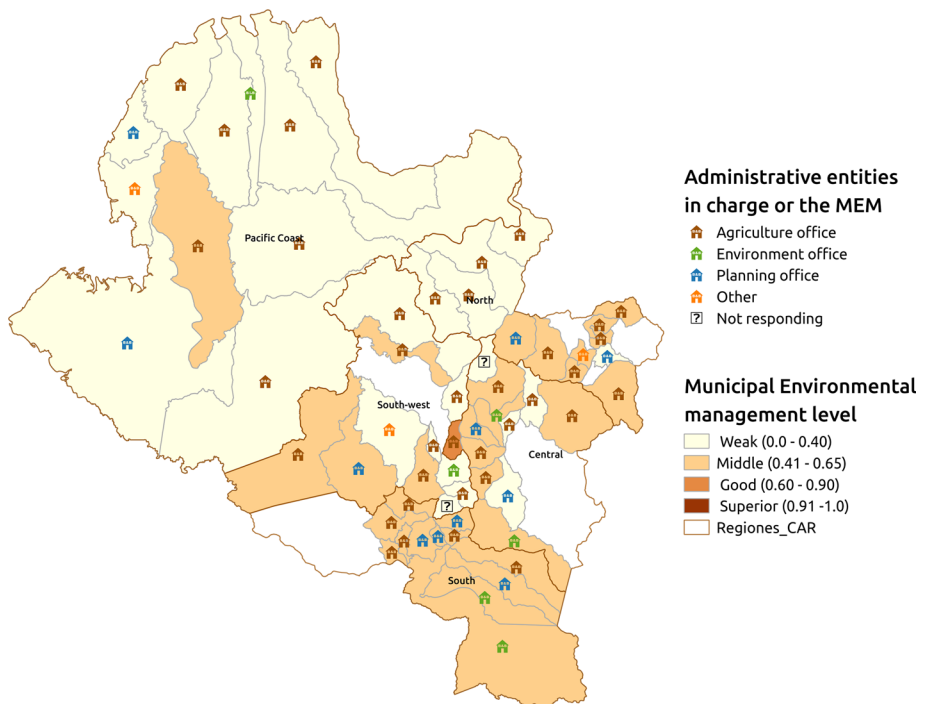 Pacific Coast
North
South-west
Central
South
Administrative entities
in charge or the MEM
Agriculture office
Environment office
Planning office
Other
? Not responding
Municipal Environmental
management level
Weak (0.0 - 0.40)
Middle (0.41 - 0.65)
Good (0.60 - 0.90)
Superior (0.91 -1.0)
Regiones_CAR
?
?